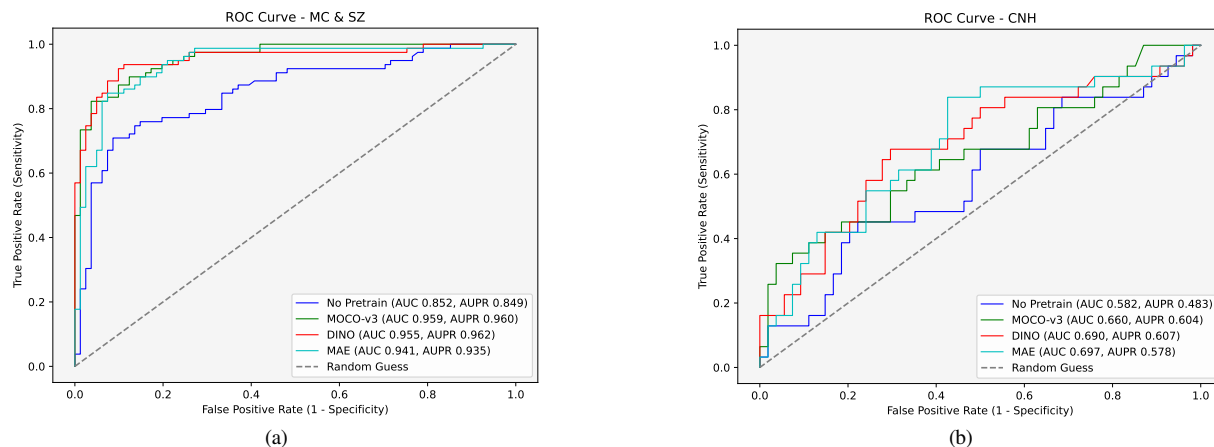 ROC Curve - MC & SZ
True Positive Rate (Sensitivity)
1.0
0.8
0.6
0.4
0.2
0.0
No Pretrain (AUC 0.852, AUPR 0.849)
MOCO-v3 (AUC 0.959, AUPR 0.960)
DINO (AUC 0.955, AUPR 0.962)
MAE (AUC 0.941, AUPR 0.935)
Random Guess
0.0 0.2 0.4 0.6 0.8 1.0
False Positive Rate (1 - Specificity)
(a)
ROC Curve - CNH
True Positive Rate (Sensitivity)
1.0
0.8
0.6
0.4
0.2
0.0
No Pretrain (AUC 0.582, AUPR 0.483)
MOCO-v3 (AUC 0.660, AUPR 0.604)
DINO (AUC 0.690, AUPR 0.607)
MAE (AUC 0.697, AUPR 0.578)
Random Guess
0.0 0.2 0.4 0.6 0.8 1.0
False Positive Rate (1 - Specificity)
(b)